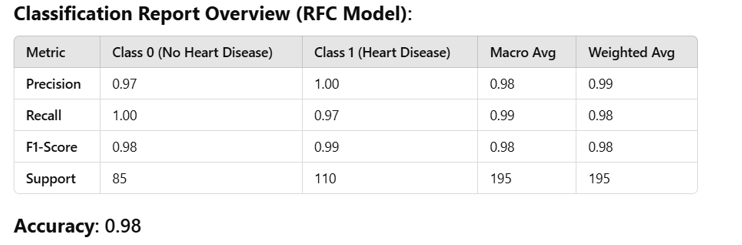 Classification Report Overview (RFC Model):
Metric Class 0 (No Heart Disease) Class 1 (Heart Disease) Macro Avg Weighted Avg
Precision 0.97 1.00 0.98 0.99
Recall 1.00 0.97 0.99 0.98
F1-Score 0.98 0.99 0.98 0.98
Support 85 110 195 195
Accuracy: 0.98